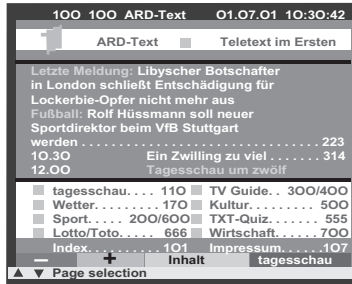 100 100 ARD-Text 01.07.01 10:30:42
ARD-Text Teletext im Ersten
Letzte Meldung: Libyscher Botschafter
in London schließt Entschädigung für
Lockerbie-Opfer nicht mehr aus
Fußball: Rolf Hüssmann soll neuer
Sportdirektor beim VfB Stuttgart
werden . . . . . . . . . . . . . . . . . . . . . . . . . . 223
10.30 Ein Zwilling zu viel . . . . . . . 314
12.00 Tagesschau um zwölf
tagesschau. . . . 110 TV Guide. . 300/400
Wetter. . . . . . . . . 170 Kultur. . . . . . . . . 500
Sport. . . . . 200/600 TXT-Quiz. . . . . . . 555
Lotto/Toto. . . . . 666 Wirtschaft. . . . . 700
Index. . . . . . . . . . 101 Impressum. . . . .107
– + Inhalt tagesschau
▲ ▼ Page selection